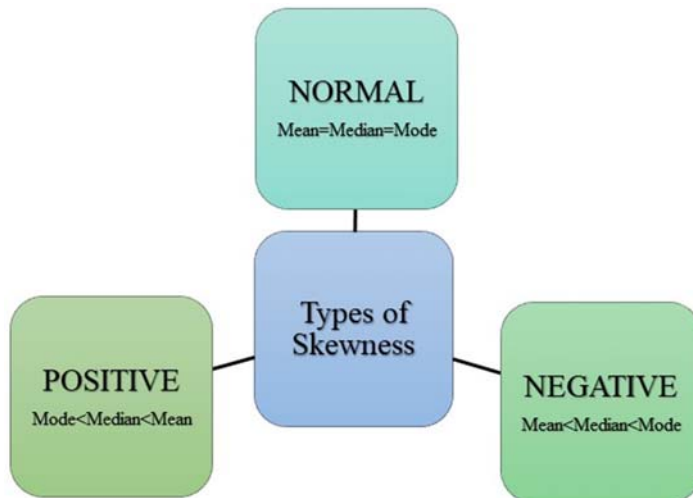 NORMAL
Mean=Median=Mode
Types of
Skewness
POSITIVE
Mode<Median<Mean
NEGATIVE
Mean<Median<Mode